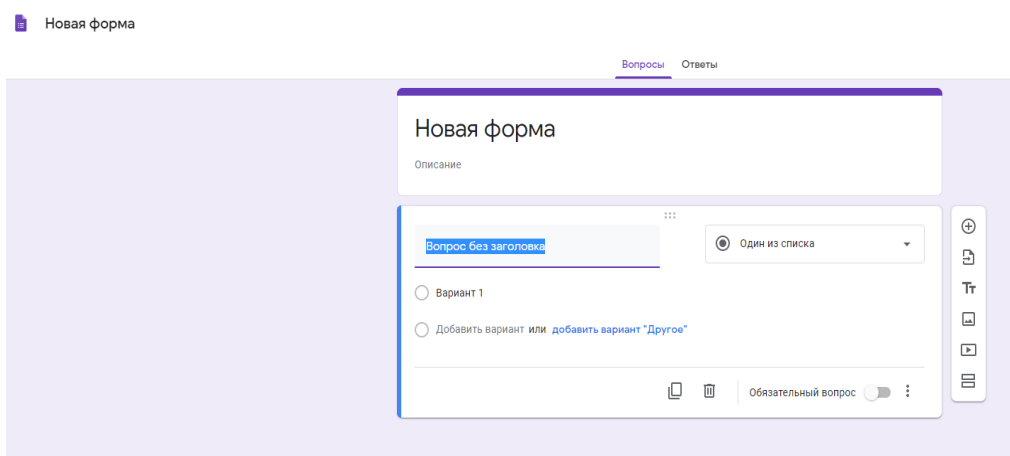 Новая форма
Вопросы Ответы
Новая форма
Описание
Вопрос без заголовка
Один из списка
Вариант 1
Добавить вариант или добавить вариант "Другое"
Tт
Обязательный вопрос